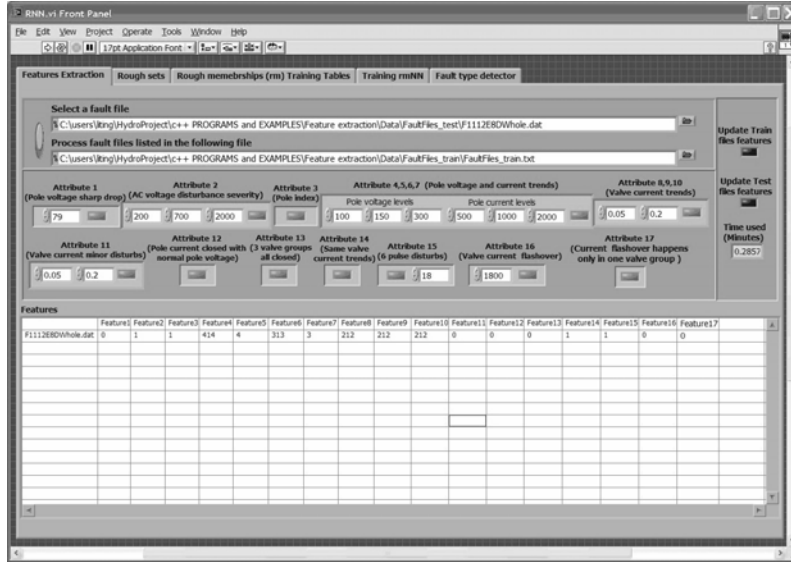 RNN.vi Front Panel
File Edit View Project Operate Tools Window Help
17pt Application Font
Features Extraction Rough sets Rough memebrships (rm) Training Tables Training rmNN Fault type detector
Select a fault file
C:\users\liting\HydroProject\c++ PROGRAMS and EXAMPLES\Feature extraction\Data\FaultFiles_test\F1112E8DWhole.dat
Process fault files listed in the following file
C:\users\liting\HydroProject\c++ PROGRAMS and EXAMPLES\Feature extraction\Data\FaultFiles_train\FaultFiles_tran.txt
Update Train files features
Update Test files features
Time used (Minutes)
0.2857
Attribute 1 (Pole voltage sharp drop)
79
Attribute 2 (AC voltage disturbance severity)
200 700 2000
Attribute 3 (Pole index)
Attribute 4,5,6,7 (Pole voltage and current trends)
Pole voltage levels Pole current levels
100 150 300 500 1000 2000
Attribute 8,9,10 (Valve current trends)
0.05 0.2
Attribute 11 (Valve current minor disturbs)
0.05 0.2
Attribute 12 (Pole current closed with normal pole voltage)
Attribute 13 (3 valve groups all closed)
Attribute 14 (Same valve current trends)
Attribute 15 (6 pulse disturbs)
18
Attribute 16 (Valve current flashover)
1800
Attribute 17 (Current flashover happens only in one valve group )
Features
Feature1 Feature2 Feature3 Feature4 Feature5 Feature6 Feature7 Feature8 Feature9 Feature10 Feature11 Feature12 Feature13 Feature14 Feature15 Feature16 Feature17
F1112E8DWhole.dat 0 1 1 414 4 313 3 212 212 212 0 0 0 1 1 0 0